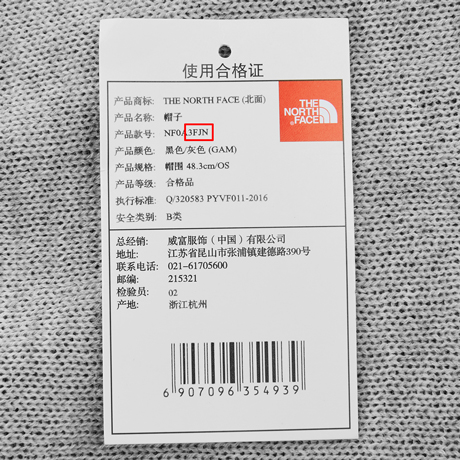 使用合格证
产品商标: THE NORTH FACE (北面)
产品名称: 帽子
产品款号: NF0A3FJN
产品颜色: 黑色/灰色 (GAM)
产品规格: 帽围 48.3cm/OS
产品等级: 合格品
执行标准: Q/320583 PYVF011-2016
安全类别: B类
THE
NORTH
FACE
总经销: 威富服饰（中国）有限公司
地址: 江苏省昆山市张浦镇建德路390号
联系电话: 021-61705600
邮编: 215321
检验员: 02
产地: 浙江杭州
6 907096 354939